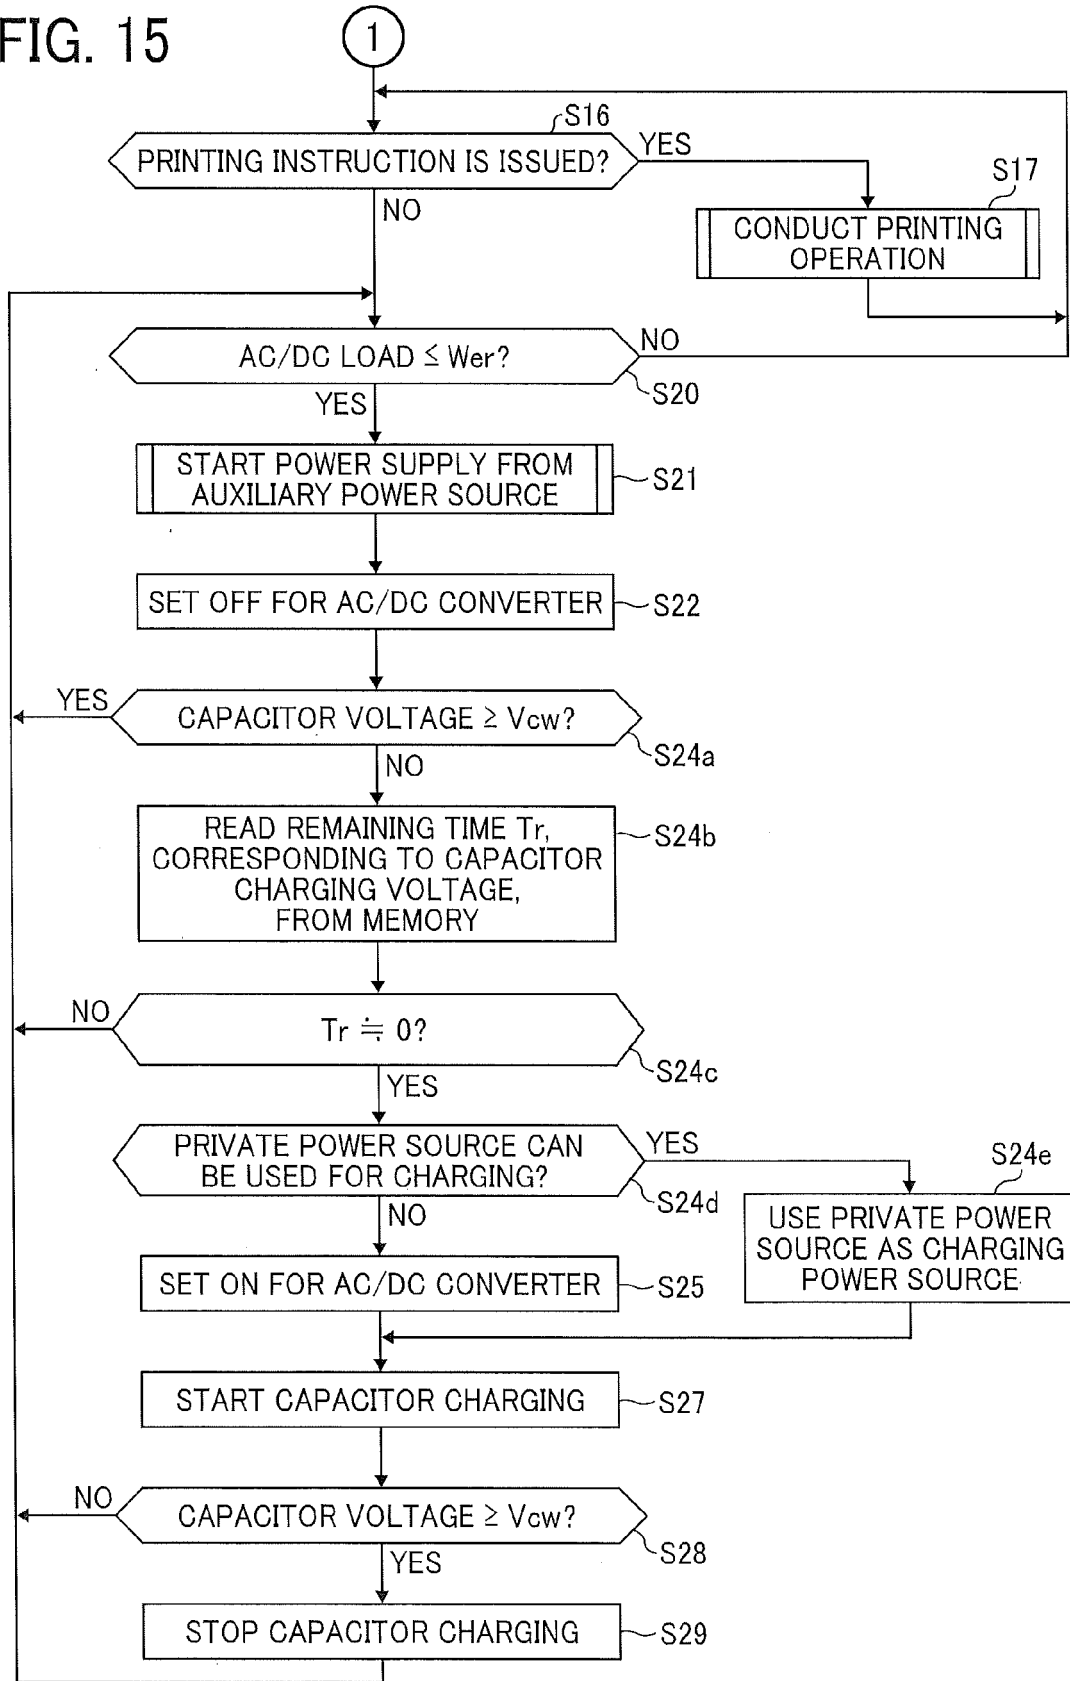 FIG. 15
1
S16
PRINTING INSTRUCTION IS ISSUED?
YES
NO
S17
CONDUCT PRINTING
OPERATION
AC/DC LOAD ≦ Wer?
NO
S20
YES
START POWER SUPPLY FROM
AUXILIARY POWER SOURCE
S21
SET OFF FOR AC/DC CONVERTER
S22
YES
CAPACITOR VOLTAGE ≥ Vcw?
S24a
NO
READ REMAINING TIME Tr,
CORRESPONDING TO CAPACITOR
CHARGING VOLTAGE,
FROM MEMORY
S24b
NO
Tr ≒ 0?
S24c
YES
PRIVATE POWER SOURCE CAN
BE USED FOR CHARGING?
YES
S24d
NO
S24e
USE PRIVATE POWER
SOURCE AS CHARGING
POWER SOURCE
SET ON FOR AC/DC CONVERTER
S25
START CAPACITOR CHARGING
S27
NO
CAPACITOR VOLTAGE ≥ Vcw?
S28
YES
STOP CAPACITOR CHARGING
S29